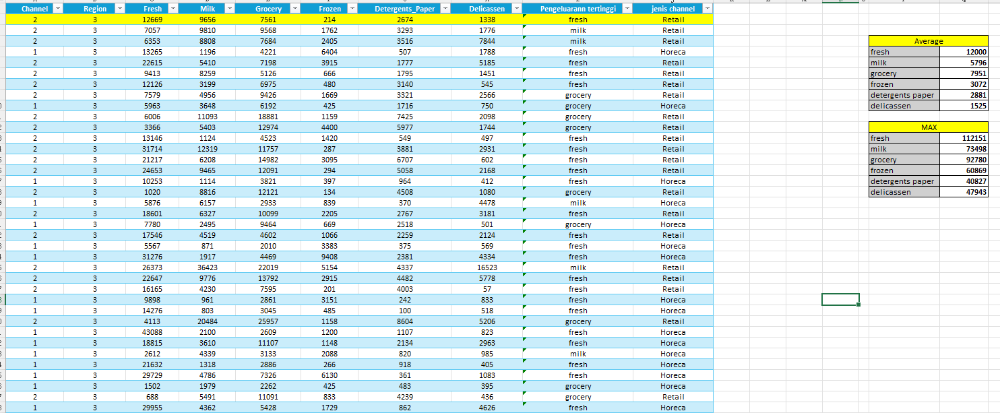 Channel Region Fresh Milk Grocery Frozen Detergents_Paper Delicassen Pengeluarann tertinggi jenis channel
2 3 12669 9656 7561 214 2674 1338 fresh Retail
2 3 7057 9810 9568 1762 3293 1776 milk Retail
2 3 6353 8808 7684 2405 3516 7844 milk Retail
1 3 13265 1196 4221 6404 507 1788 fresh Horeca
2 3 22615 5410 7198 3915 1777 5185 fresh Retail
2 3 9413 8259 5126 666 1795 1451 fresh Retail
2 3 12126 3199 6975 480 3140 545 fresh Retail
2 3 7579 4956 9426 1669 3321 2566 grocery Retail
1 3 5963 3648 6192 425 1716 750 grocery Horeca
2 3 6006 11093 18881 1159 7425 2098 grocery Retail
2 3 3366 5403 12974 4400 5977 1744 grocery Retail
2 3 13146 1124 4523 1420 549 497 fresh Retail
2 3 31714 12319 11757 287 3881 2931 fresh Retail
2 3 21217 6208 14982 3095 6707 602 fresh Retail
2 3 24653 9465 12091 294 5058 2168 fresh Retail
1 3 10253 1114 3821 397 964 412 fresh Horeca
2 3 1020 8816 12121 134 4508 1080 grocery Retail
1 3 5876 6157 2933 839 370 4478 milk Horeca
2 3 18601 6327 10099 2205 2767 3181 fresh Retail
1 3 7780 2495 9464 669 2518 501 grocery Horeca
2 3 17546 4519 4602 1066 2259 2124 fresh Retail
1 3 5567 871 2010 3383 375 569 fresh Horeca
1 3 31276 1917 4469 9408 2381 4334 fresh Horeca
2 3 26373 36423 22019 5154 4337 16523 milk Retail
2 3 22647 9776 13792 2915 4482 5778 fresh Retail
2 3 16165 4230 7595 201 4003 57 fresh Retail
1 3 9898 961 2861 3151 242 833 fresh Horeca
1 3 14276 803 3045 485 100 518 fresh Horeca
2 3 4113 20484 25957 1158 8604 5206 grocery Retail
1 3 43088 2100 2609 1200 1107 823 fresh Horeca
1 3 18815 3610 11107 1148 2134 2963 fresh Horeca
1 3 2612 4339 3133 2088 820 985 milk Horeca
1 3 21632 1318 2886 266 918 405 fresh Horeca
1 3 29729 4786 7326 6130 361 1083 fresh Horeca
1 3 1502 1979 2262 425 483 395 grocery Horeca
2 3 688 5491 11091 833 4239 436 grocery Retail
1 3 29955 4362 5428 1729 862 4626 fresh Horeca
Average
fresh 12000
milk 5796
grocery 7951
frozen 3072
detergents paper 2881
delicassen 1525
MAX
fresh 112151
milk 73498
grocery 92780
frozen 60869
detergents paper 40827
delicassen 47943